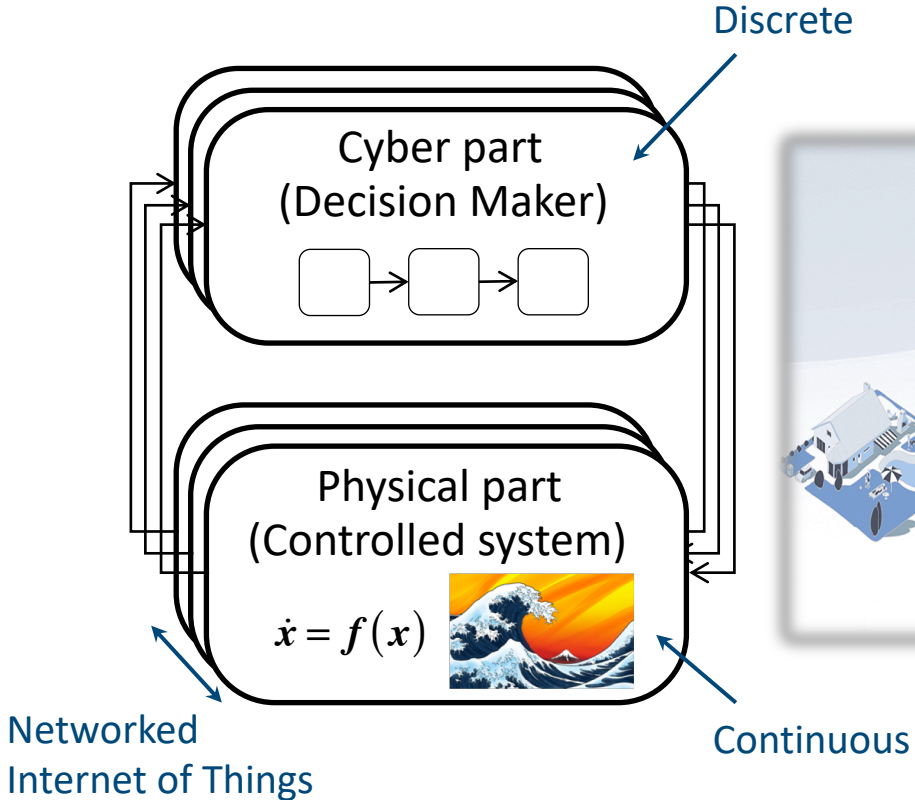 Discrete
Cyber part
(Decision Maker)
Physical part
(Controlled system)
ẋ = f(x)
Networked
Internet of Things
Continuous